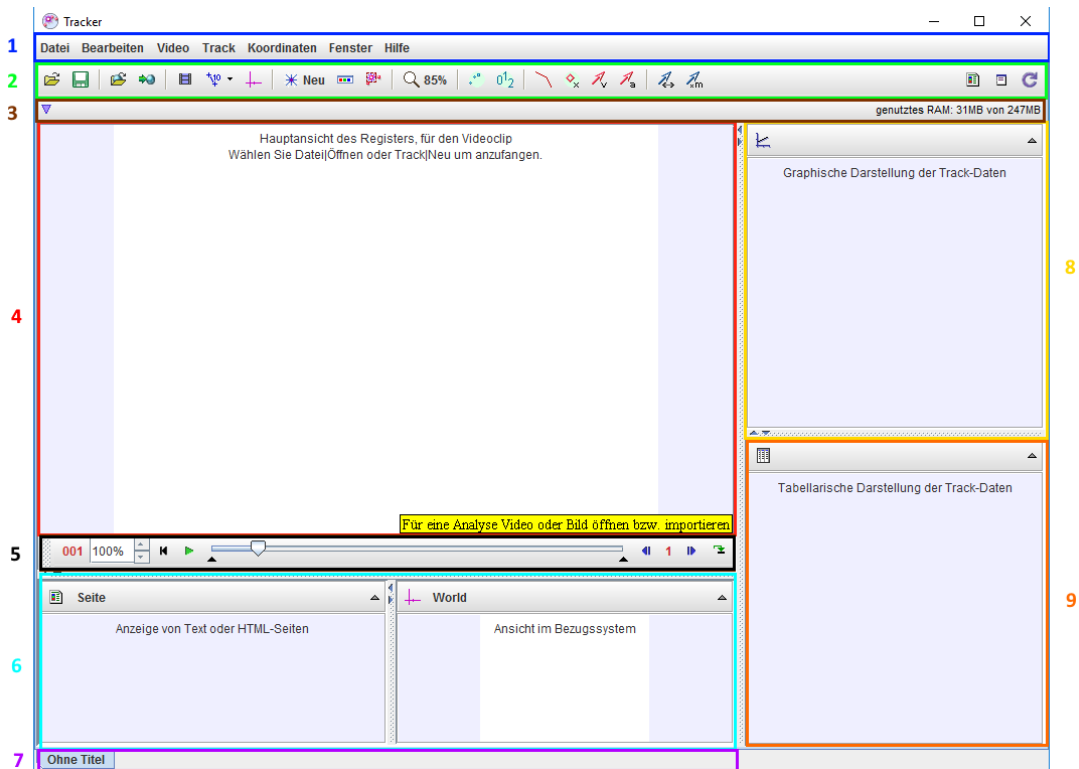 Tracker
1
Datei Bearbeiten Video Track Koordinaten Fenster Hilfe
2
10
Neu
85%
0¹2
x
v
a
xm
3
genutztes RAM: 31MB von 247MB
Hauptansicht des Registers, für den Videoclip
Wählen Sie Datei|Öffnen oder Track|Neu um anzufangen.
4
Für eine Analyse Video oder Bild öffnen bzw. importieren
5
001 100% 1
Seite
Anzeige von Text oder HTML-Seiten
World
Ansicht im Bezugssystem
6
7
Ohne Titel
Graphische Darstellung der Track-Daten
8
Tabellarische Darstellung der Track-Daten
9